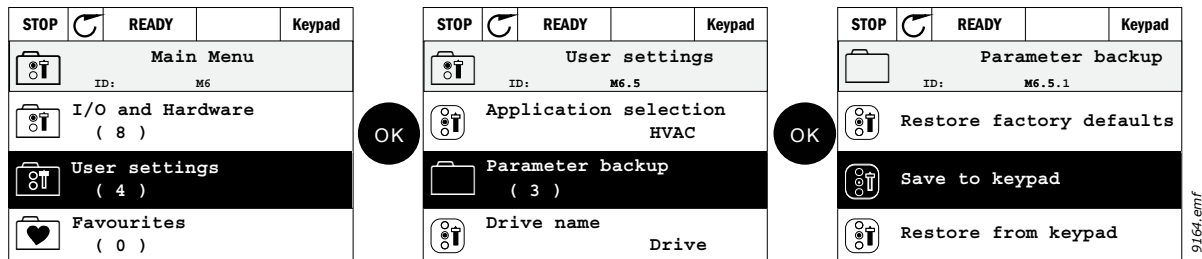 STOP READY Keypad
Main Menu
ID: M6
I/O and Hardware
( 8 )
User settings
( 4 )
Favourites
( 0 )
OK
STOP READY Keypad
User settings
ID: M6.5
Application selection
HVAC
Parameter backup
( 3 )
Drive name
Drive
OK
STOP READY Keypad
Parameter backup
ID: M6.5.1
Restore factory defaults
Save to keypad
Restore from keypad
9164.emf